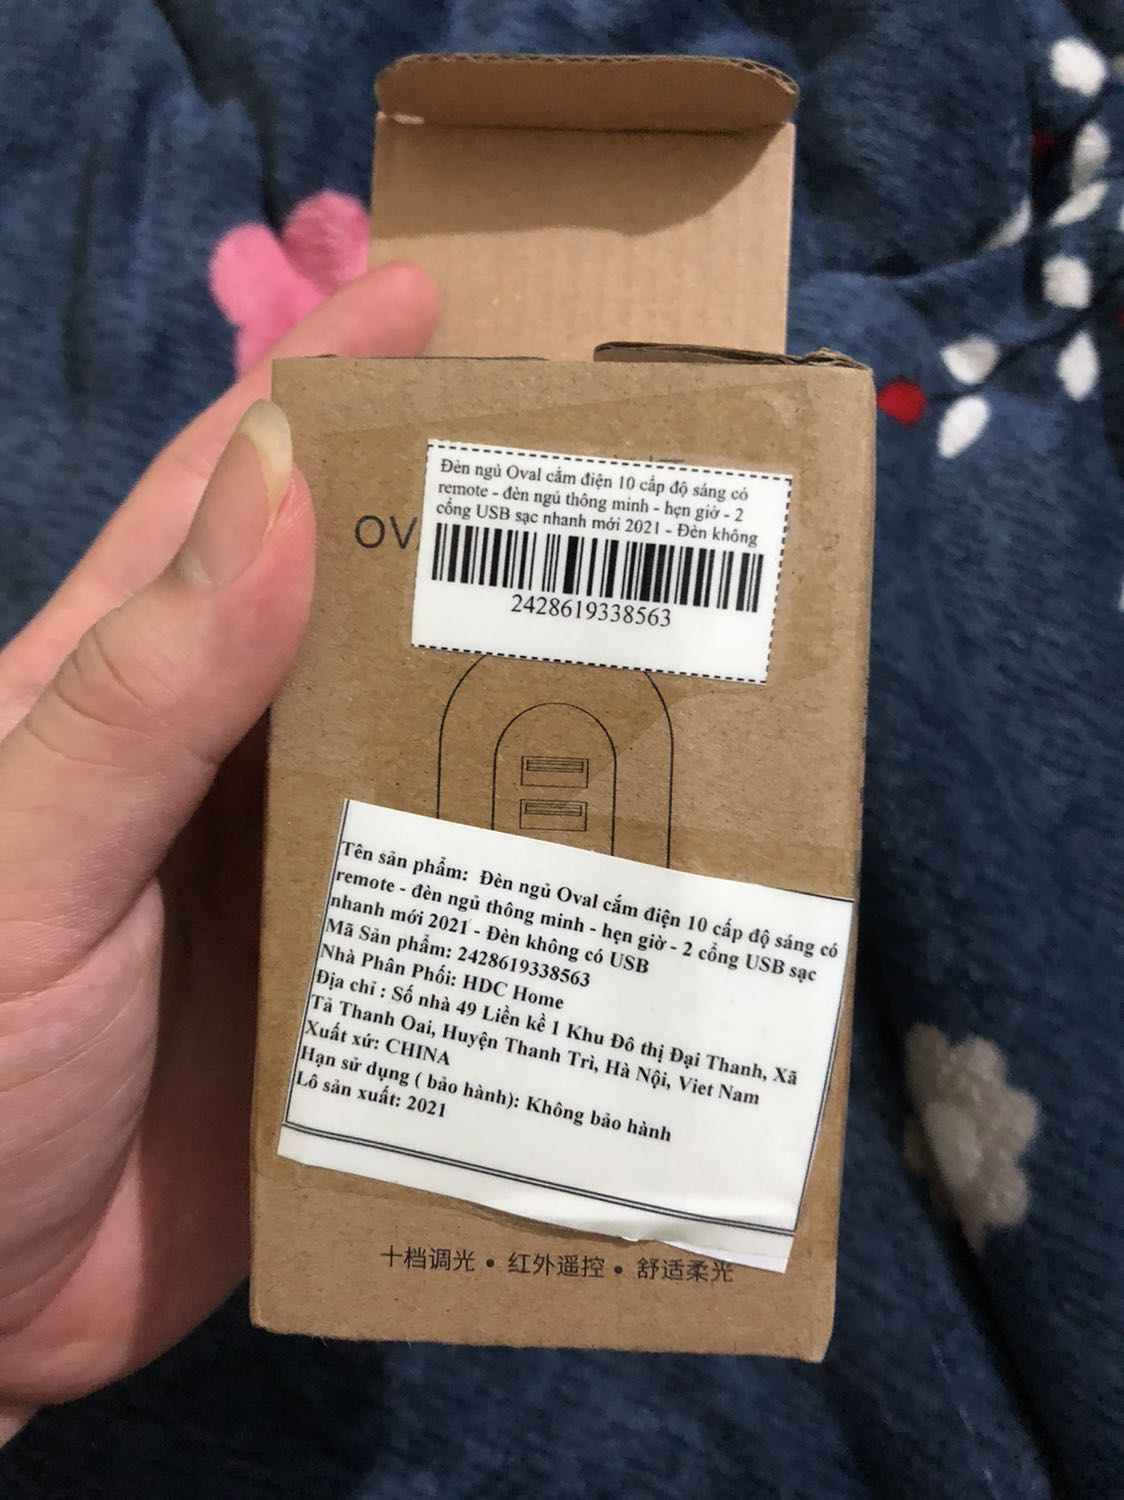 Đèn ngủ Oval cắm điện 10 cấp độ sáng có
remote - đèn ngủ thông minh - hẹn giờ - 2
cổng USB sạc nhanh mới 2021 - Đèn không
2428619338563
Tên sản phẩm: Đèn ngủ Oval cắm điện 10 cấp độ sáng có
remote - đèn ngủ thông minh - hẹn giờ - 2 cổng USB sạc
nhanh mới 2021 - Đèn không có USB
Mã Sản phẩm: 2428619338563
Nhà Phân Phối: HDC Home
Địa chỉ : Số nhà 49 Liền kề 1 Khu Đô thị Đại Thanh, Xã
Tả Thanh Oai, Huyện Thanh Trì, Hà Nội, Viet Nam
Xuất xứ: CHINA
Hạn sử dụng ( bảo hành): Không bảo hành
Lô sản xuất: 2021
十档调光 • 红外遥控 • 舒适柔光